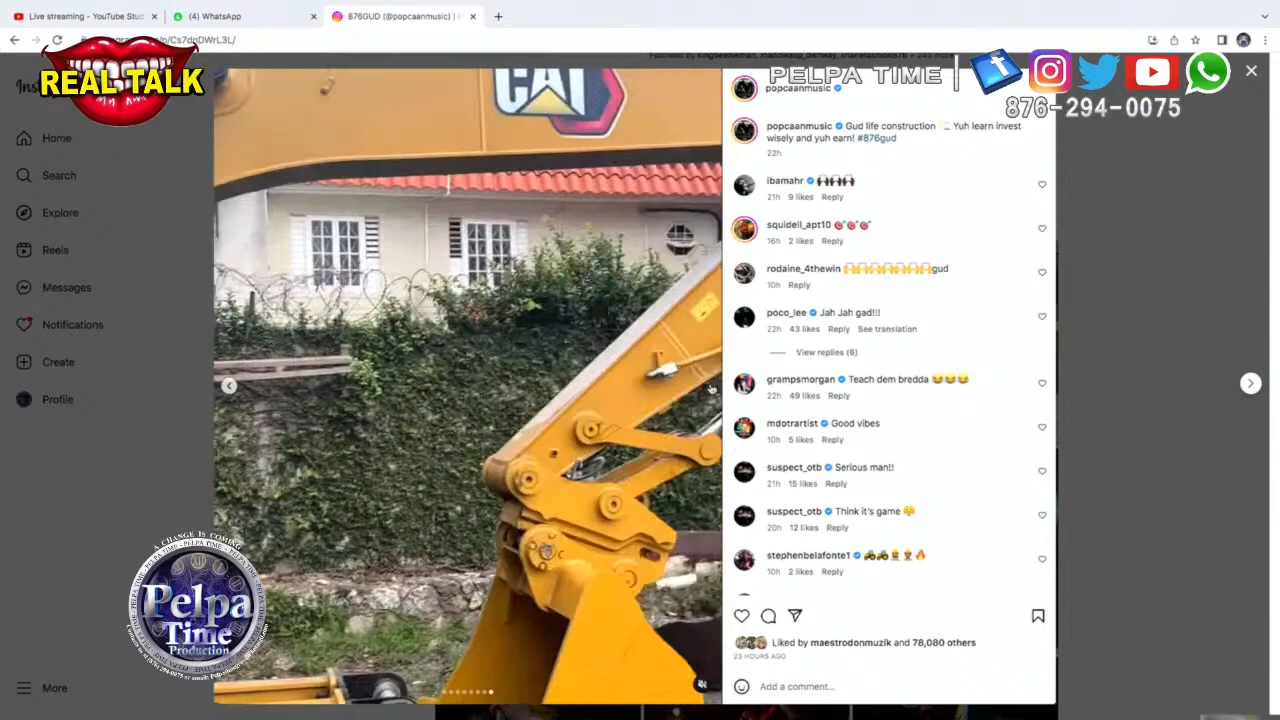 Live streaming - YouTube Stud
(4) WhatsApp
B76GUD (@popcaanmusic) |
/p/Cs7dnDWrL3L/
REAL TALK
PELPA TIME |
876-294-0075
Home
Search
Explore
Reels
Messages
Notifications
Create
Profile
More
CAT
A CHANGE IS COMING
PELPA TIME
Pelpa
Time
Production
popcaanmusic
popcaanmusic Gud life construction Yuh learn invest
wisely and yuh earn! #876gud
22h
ibamahr
21h 9 likes Reply
squidell_apt10
16h 2 likes Reply
rodaine_4thewin gud
10h Reply
poco_lee Jah Jah gad!!!
22h 43 likes Reply See translation
View replies (6)
grampsmorgan Teach dem bredda 😂😂😂
22h 49 likes Reply
mdotrartist Good vibes
10h 5 likes Reply
suspect_otb Serious man!!
21h 15 likes Reply
suspect_otb Think it's game
20h 12 likes Reply
stephenbelafonte1
10h 2 likes Reply
Liked by maestrodonmuzik and 78,080 others
23 HOURS AGO
Add a comment...